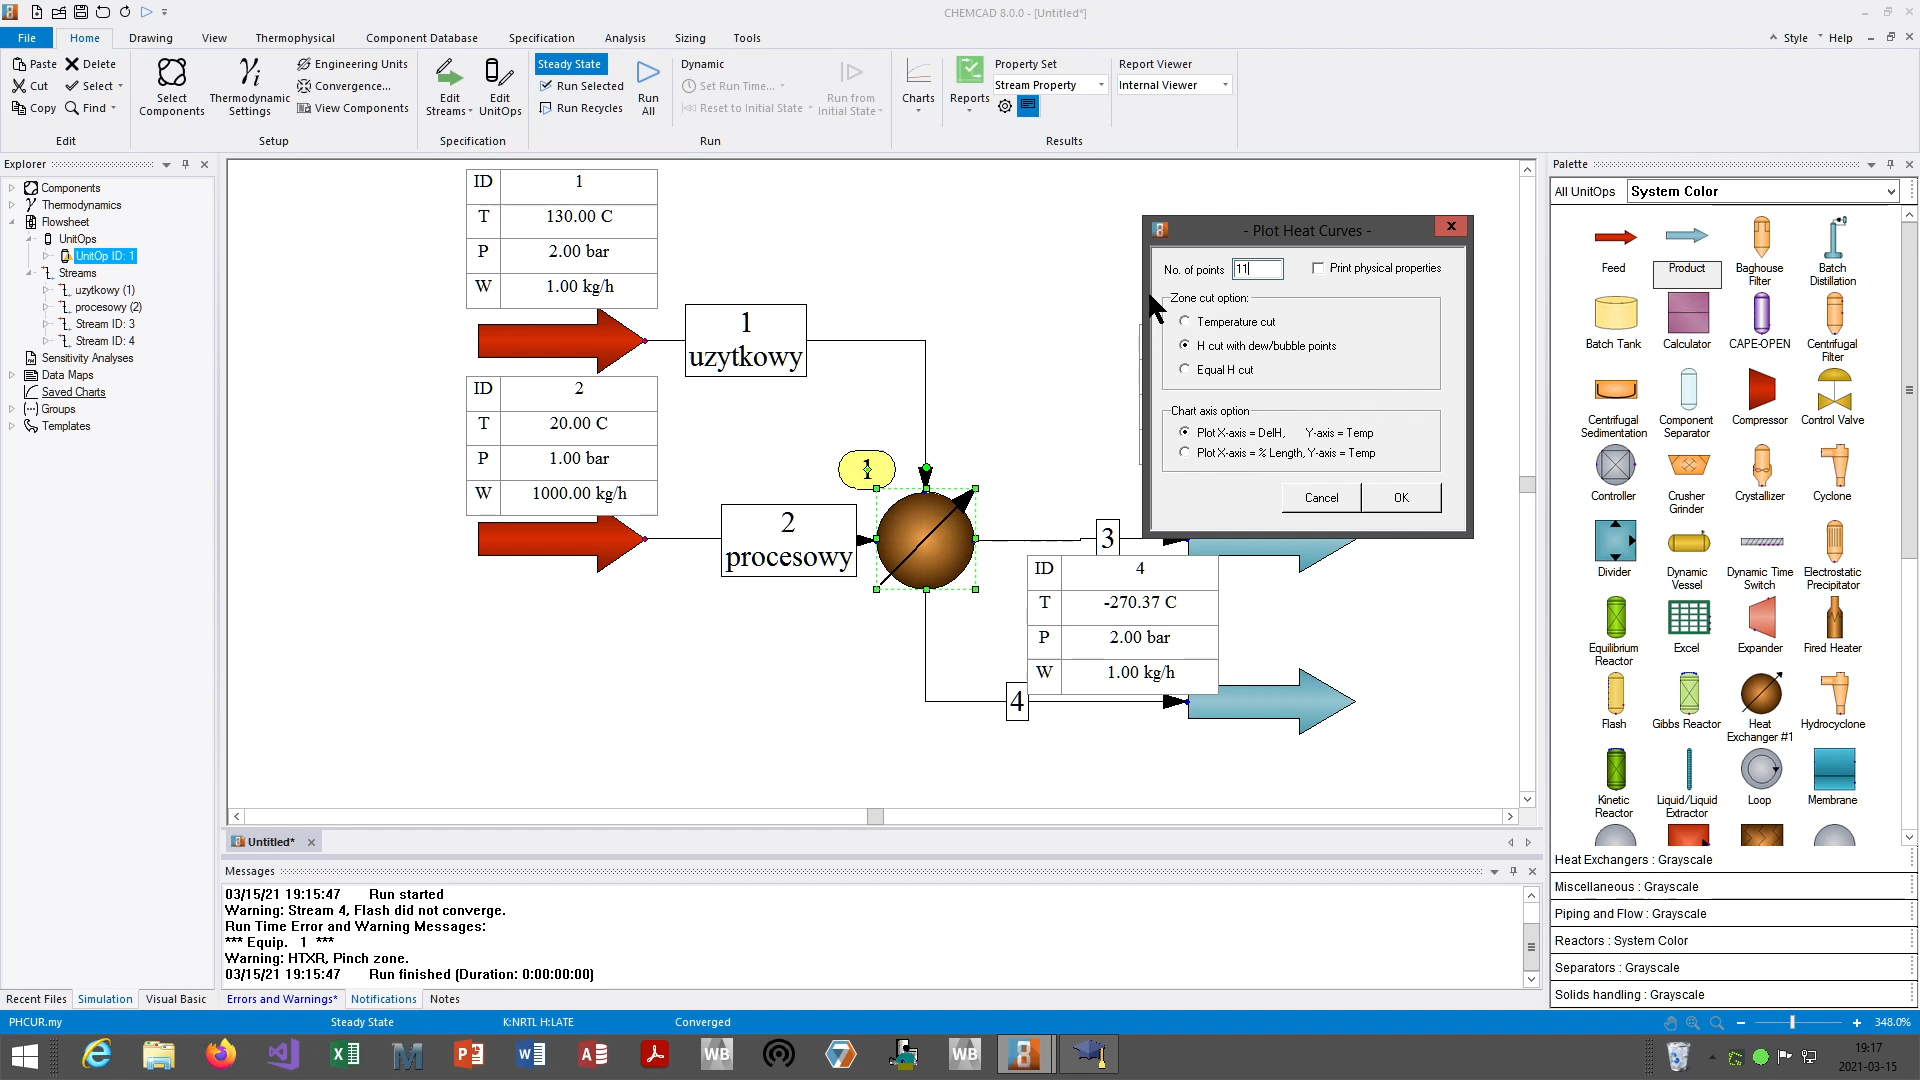 CHEMCAD 8.0.0 - [Untitled*]
File
Home
Drawing
View
Thermophysical
Component Database
Specification
Analysis
Sizing
Tools
Style
Help
Paste
Delete
Cut
Select
Copy
Find
Edit
Select
Components
Thermodynamic
Settings
Engineering Units
Convergence...
View Components
Setup
Edit
Streams
Edit
UnitOps
Specification
Steady State
Run Selected
Run Recycles
Run
All
Dynamic
Set Run Time...
Reset to Initial State
Run from
Initial State
Run
Charts
Reports
Property Set
Stream Property
Report Viewer
Internal Viewer
Results
Explorer
Components
Thermodynamics
Flowsheet
UnitOps
UnitOp ID: 1
Streams
uzytkowy (1)
procesowy (2)
Stream ID: 3
Stream ID: 4
Sensitivity Analyses
Data Maps
Saved Charts
Groups
Templates
Recent Files
Simulation
Visual Basic
ID 1
T 130.00 C
P 2.00 bar
W 1.00 kg/h
1
uzytkowy
ID 2
T 20.00 C
P 1.00 bar
W 1000.00 kg/h
2
procesowy
1
3
ID 4
T -270.37 C
P 2.00 bar
W 1.00 kg/h
4
- Plot Heat Curves -
No. of points 11
Print physical properties
Zone cut option:
Temperature cut
H cut with dew/bubble points
Equal H cut
Chart axis option
Plot X-axis = DelH, Y-axis = Temp
Plot X-axis = % Length, Y-axis = Temp
Cancel
OK
Untitled*
Messages
03/15/21 19:15:47 Run started
Warning: Stream 4, Flash did not converge.
Run Time Error and Warning Messages:
*** Equip. 1 ***
Warning: HTXR, Pinch zone.
03/15/21 19:15:47 Run finished (Duration: 0:00:00:00)
Errors and Warnings*
Notifications
Notes
Palette
All UnitOps
System Color
Feed
Product
Baghouse
Filter
Batch
Distillation
Batch Tank
Calculator
CAPE-OPEN
Centrifugal
Filter
Centrifugal
Sedimentation
Component
Separator
Compressor
Control Valve
Controller
Crusher
Grinder
Crystallizer
Cyclone
Divider
Dynamic
Vessel
Dynamic Time
Switch
Electrostatic
Precipitator
Equilibrium
Reactor
Excel
Expander
Fired Heater
Flash
Gibbs Reactor
Heat
Exchanger #1
Hydrocyclone
Kinetic
Reactor
Liquid/Liquid
Extractor
Loop
Membrane
Heat Exchangers : Grayscale
Miscellaneous : Grayscale
Piping and Flow : Grayscale
Reactors : System Color
Separators : Grayscale
Solids handling : Grayscale
PHCUR.my
Steady State
K:NRTL H:LATE
Converged
348.0%
WB
WB
19:17
2021-03-15